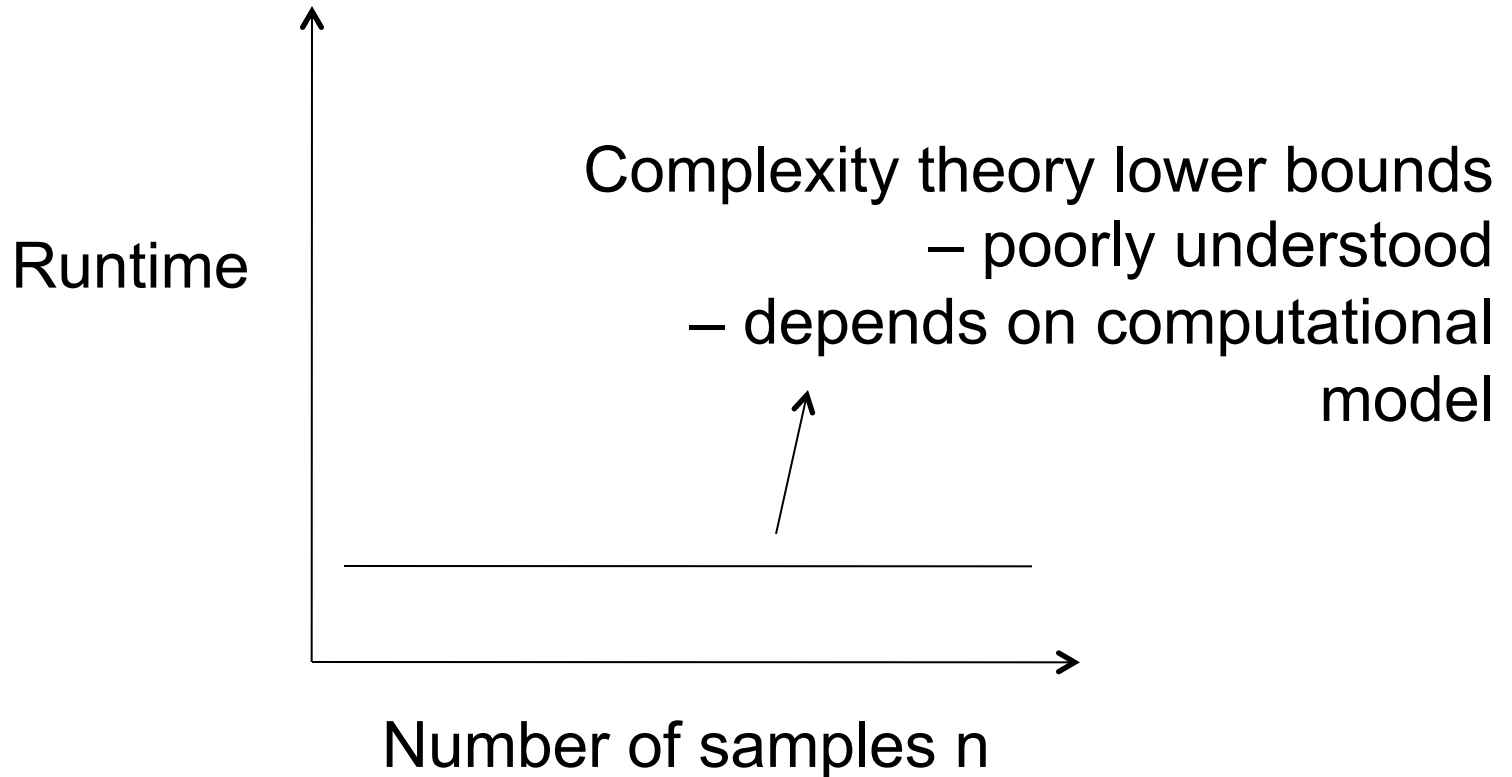 Runtime
Complexity theory lower bounds
– poorly understood
– depends on computational
model
Number of samples n